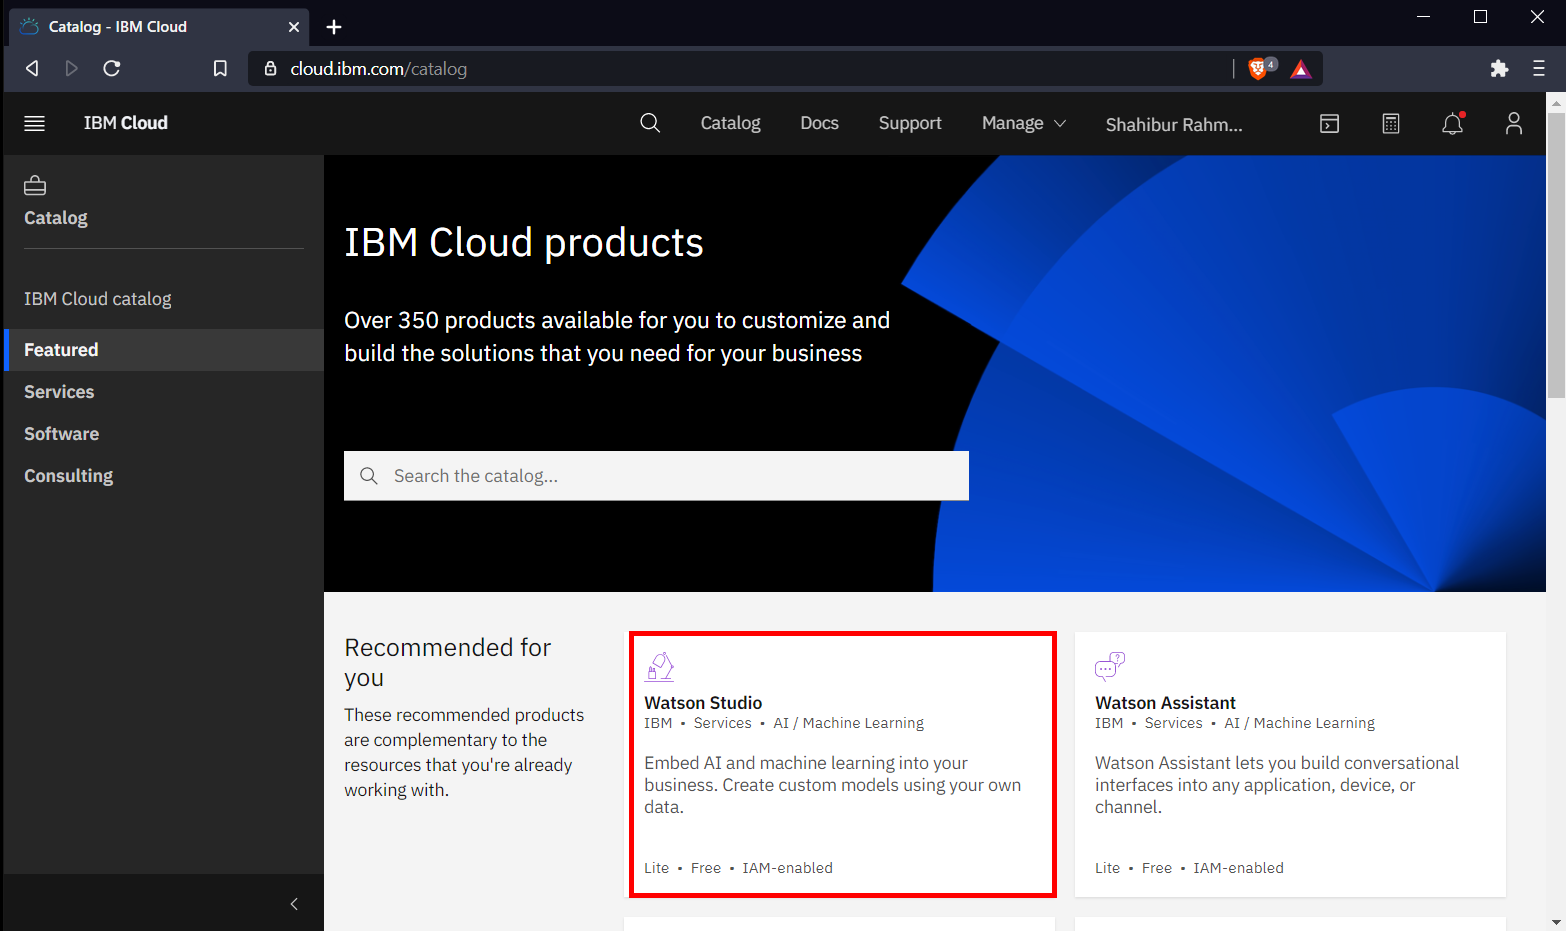 Catalog - IBM Cloud
cloud.ibm.com/catalog
4
IBM Cloud
Catalog
Docs
Support
Manage
Shahibur Rahm...
Catalog
IBM Cloud catalog
Featured
Services
Software
Consulting
IBM Cloud products
Over 350 products available for you to customize and
build the solutions that you need for your business
Search the catalog...
Recommended for
you
These recommended products
are complementary to the
resources that you're already
working with.
Watson Studio
IBM • Services • AI / Machine Learning
Embed AI and machine learning into your
business. Create custom models using your own
data.
Lite • Free • IAM-enabled
Watson Assistant
IBM • Services • AI / Machine Learning
Watson Assistant lets you build conversational
interfaces into any application, device, or
channel.
Lite • Free • IAM-enabled